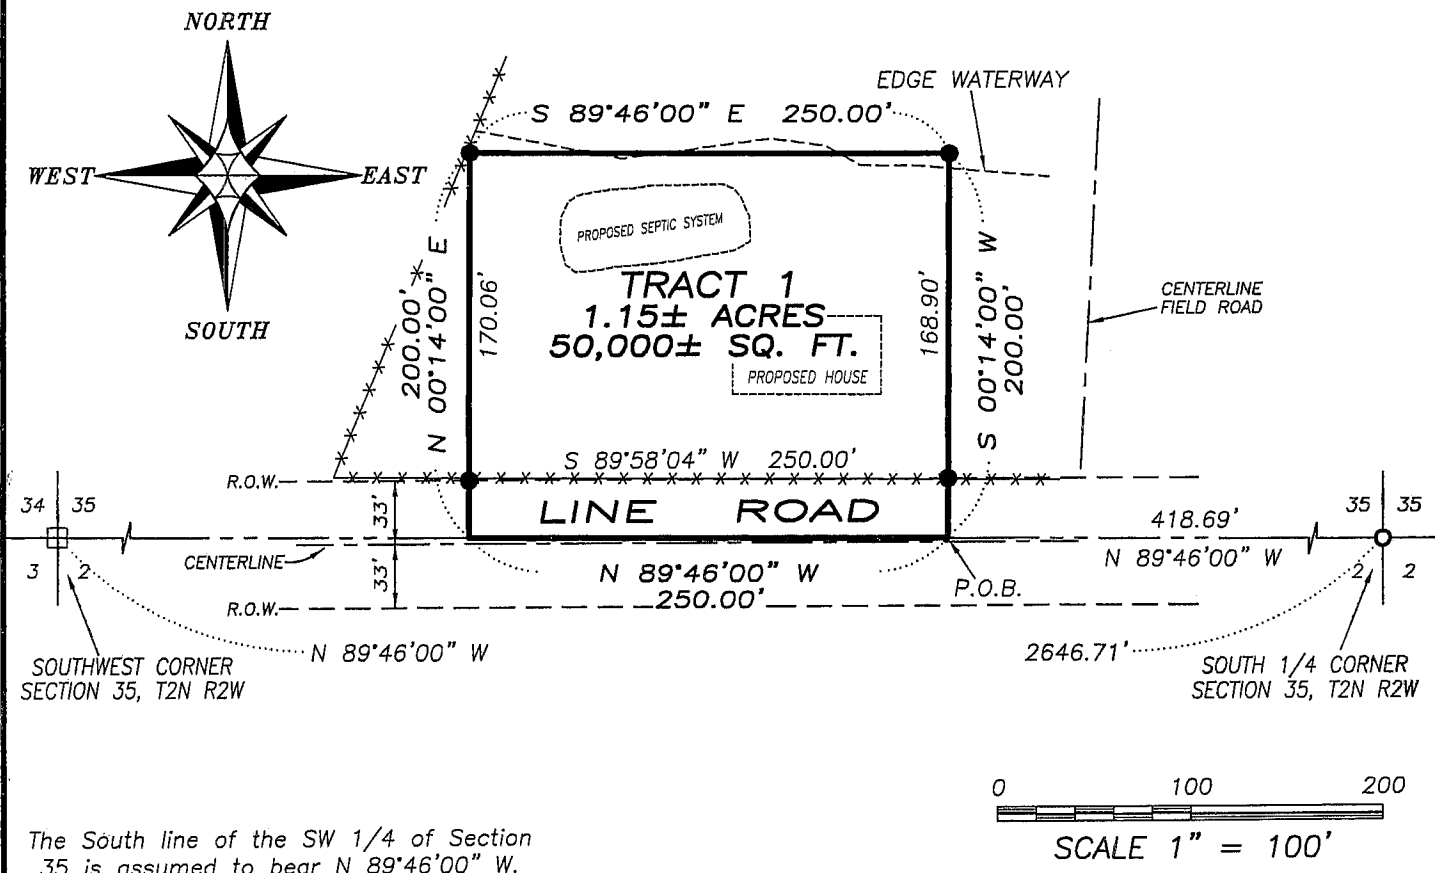 NORTH
WEST
EAST
SOUTH
EDGE WATERWAY
S 89°46'00" E 250.00'
PROPOSED SEPTIC SYSTEM
TRACT 1
1.15± ACRES
50,000± SQ. FT.
PROPOSED HOUSE
N 00°14'00" E
200.00'
170.06'
168.90'
S 00°14'00" W
200.00'
CENTERLINE
FIELD ROAD
S 89°58'04" W 250.00'
R.O.W.
33'
LINE ROAD
34 35
3 2
CENTERLINE
33'
R.O.W.
N 89°46'00" W
250.00'
P.O.B.
418.69'
N 89°46'00" W
35 35
2 2
N 89°46'00" W
2646.71'
SOUTHWEST CORNER
SECTION 35, T2N R2W
SOUTH 1/4 CORNER
SECTION 35, T2N R2W
0 100 200
SCALE 1" = 100'
The South line of the SW 1/4 of Section
35 is assumed to bear N 89°46'00" W.